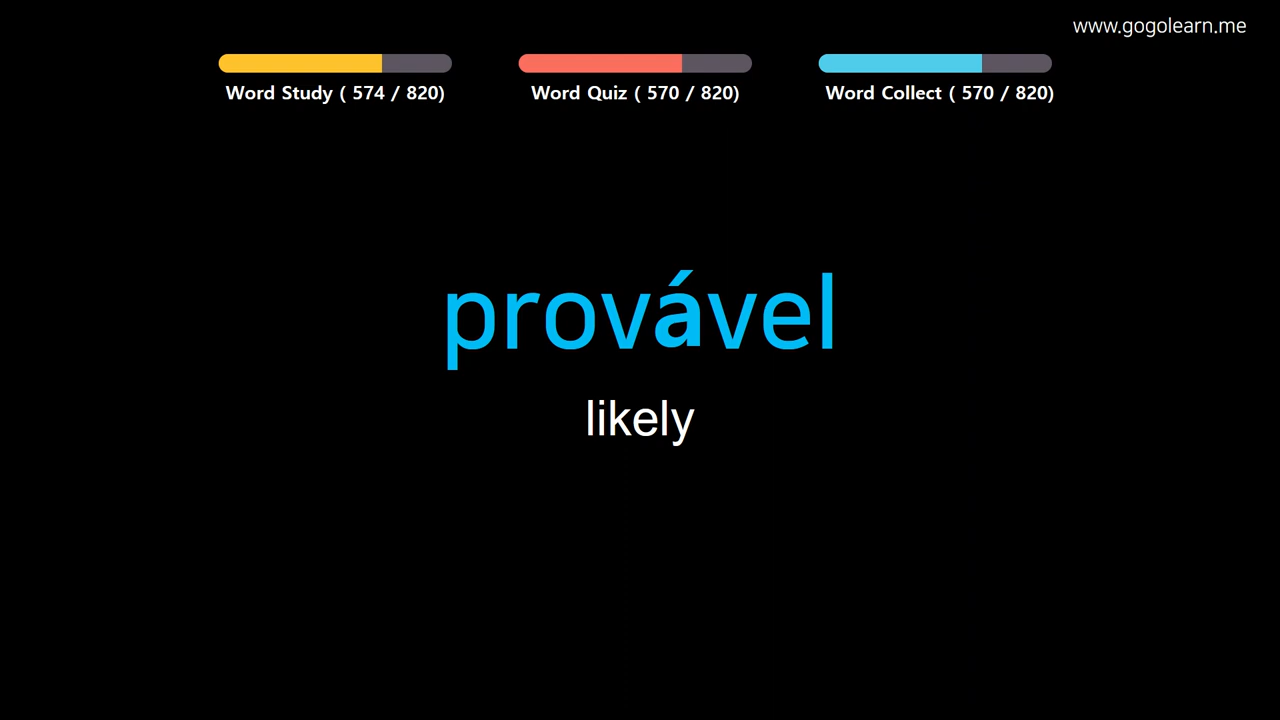 www.gogolearn.me
Word Study ( 574 / 820)
Word Quiz ( 570 / 820)
Word Collect ( 570 / 820)
provável
likely